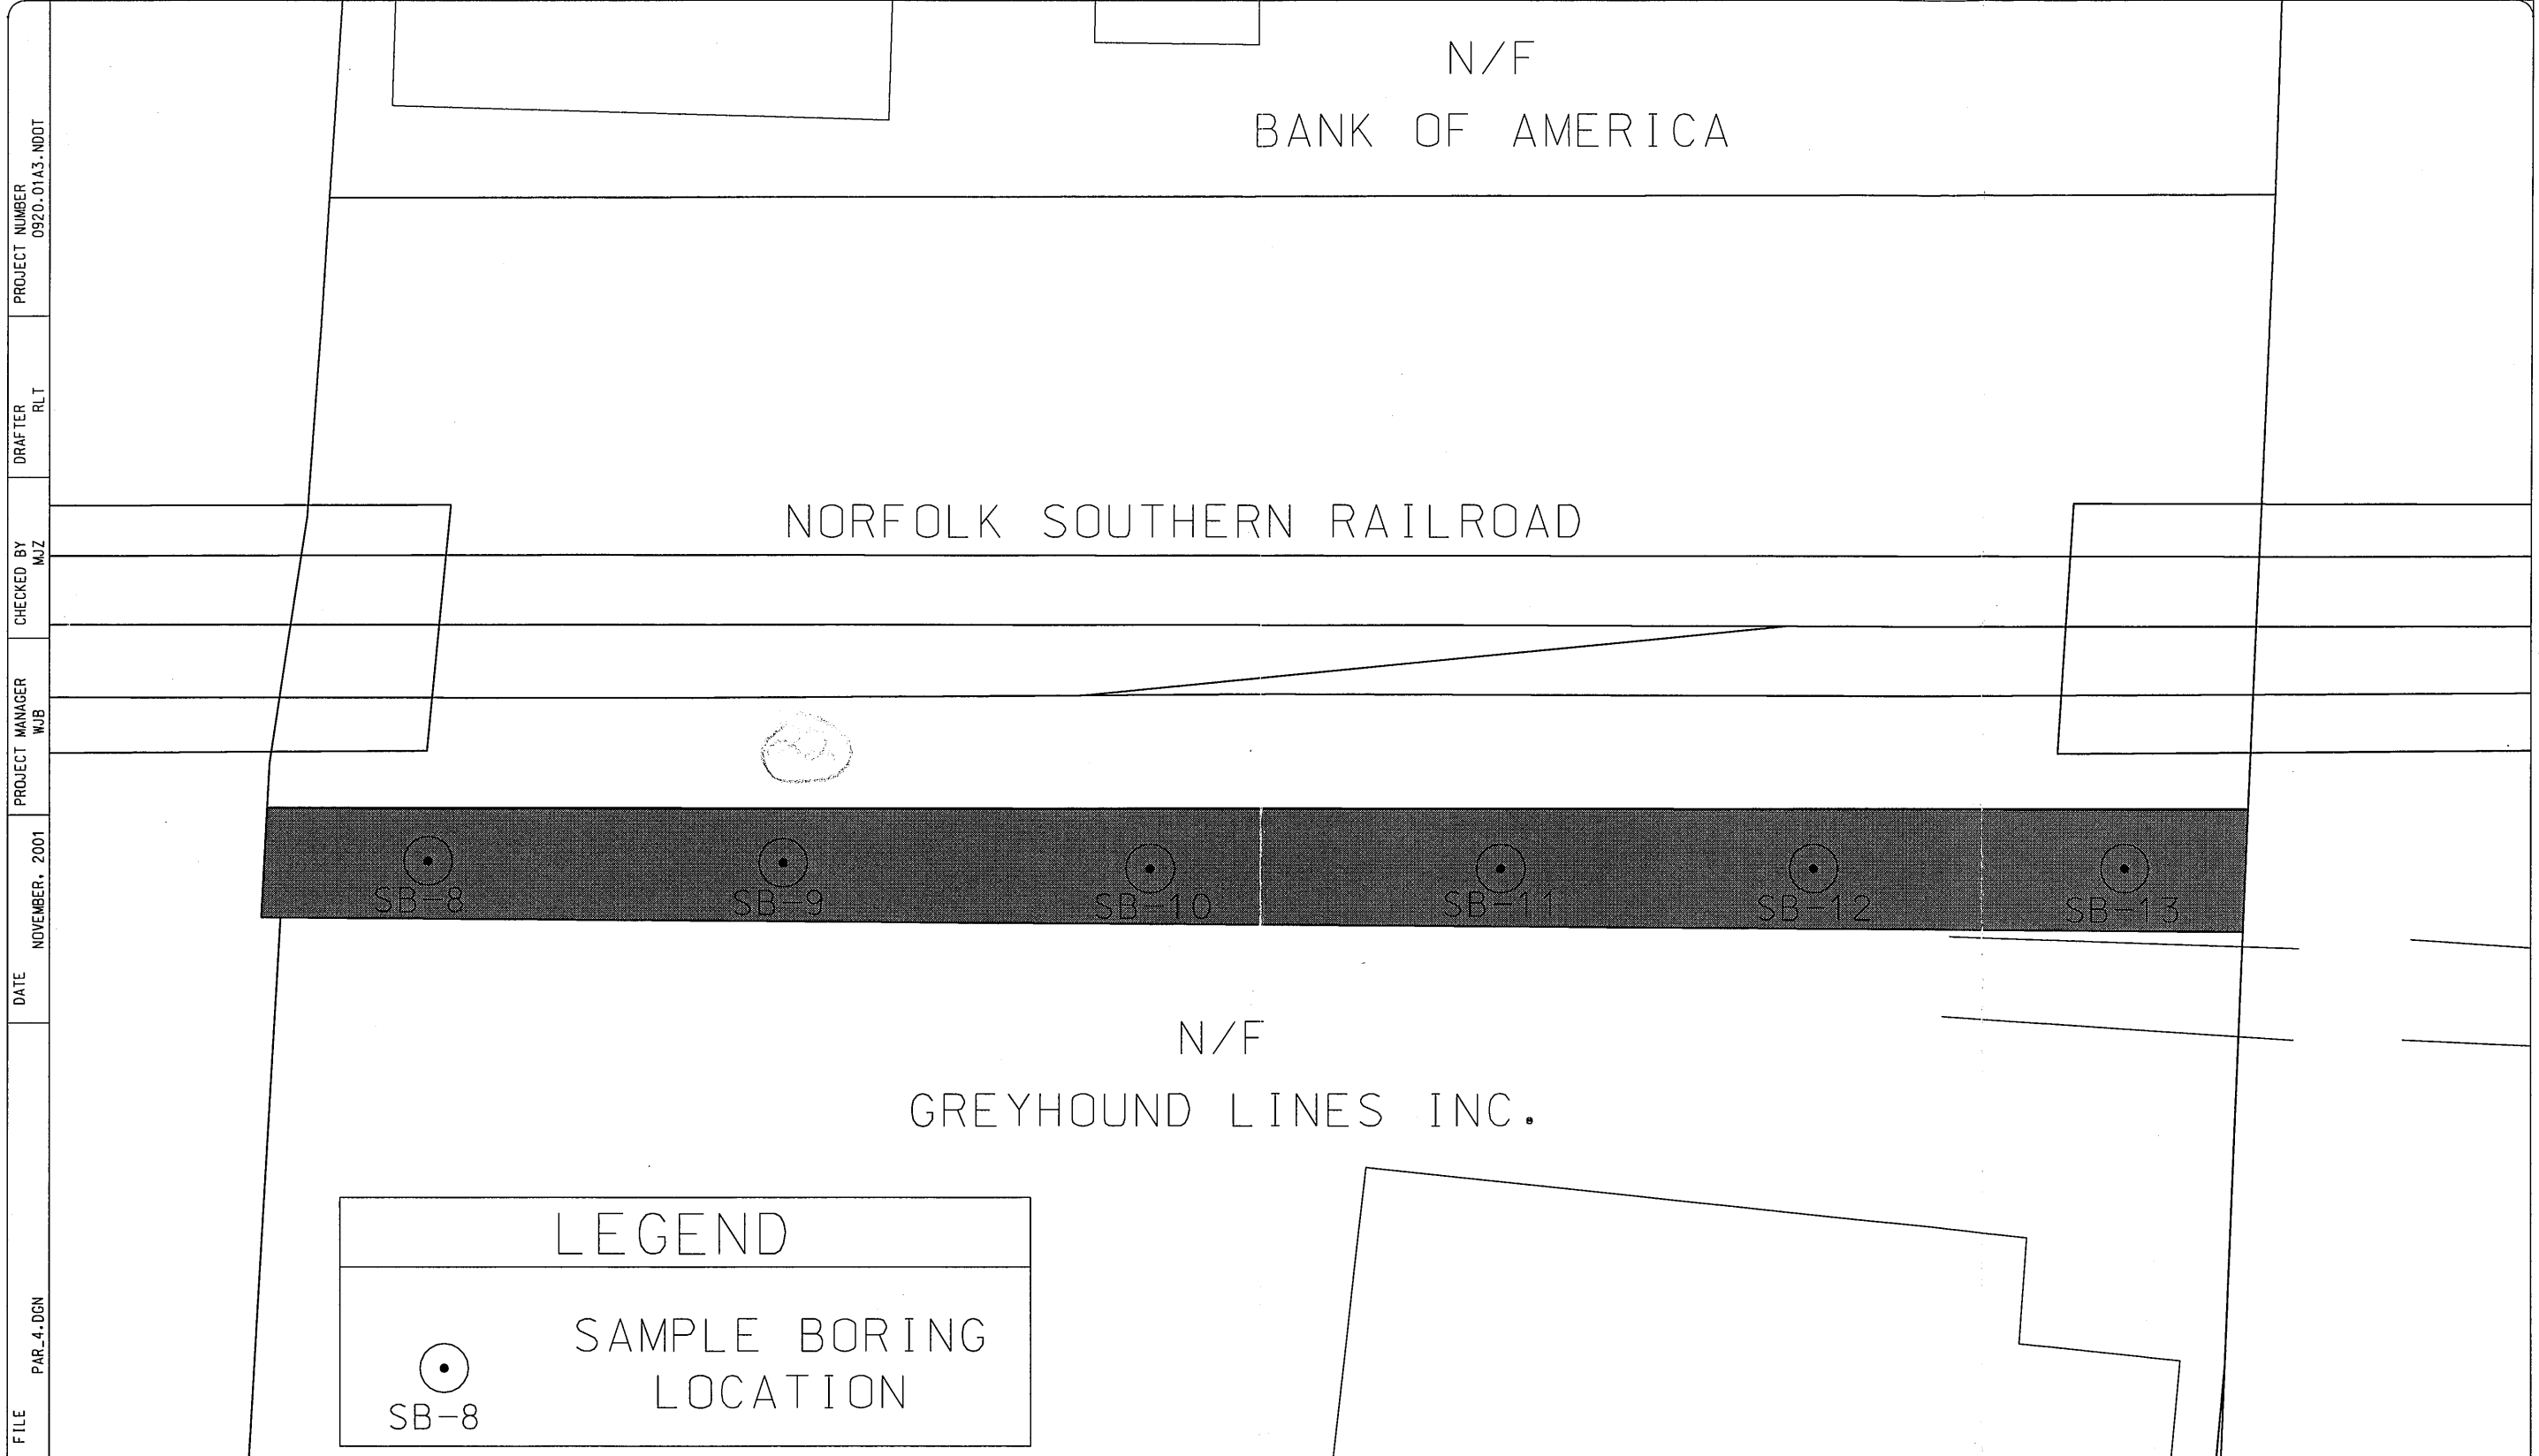 PROJECT NUMBER
0920.01A3.NDOT
DRAFTER
RLT
CHECKED BY
MJZ
PROJECT MANAGER
WJB
DATE
NOVEMBER, 2001
FILE
PAR_4.DGN
N/F
BANK OF AMERICA
NORFOLK SOUTHERN RAILROAD
SB-8
SB-9
SB-10
SB-11
SB-12
SB-13
N/F
GREYHOUND LINES INC.
LEGEND
SAMPLE BORING
LOCATION
SB-8